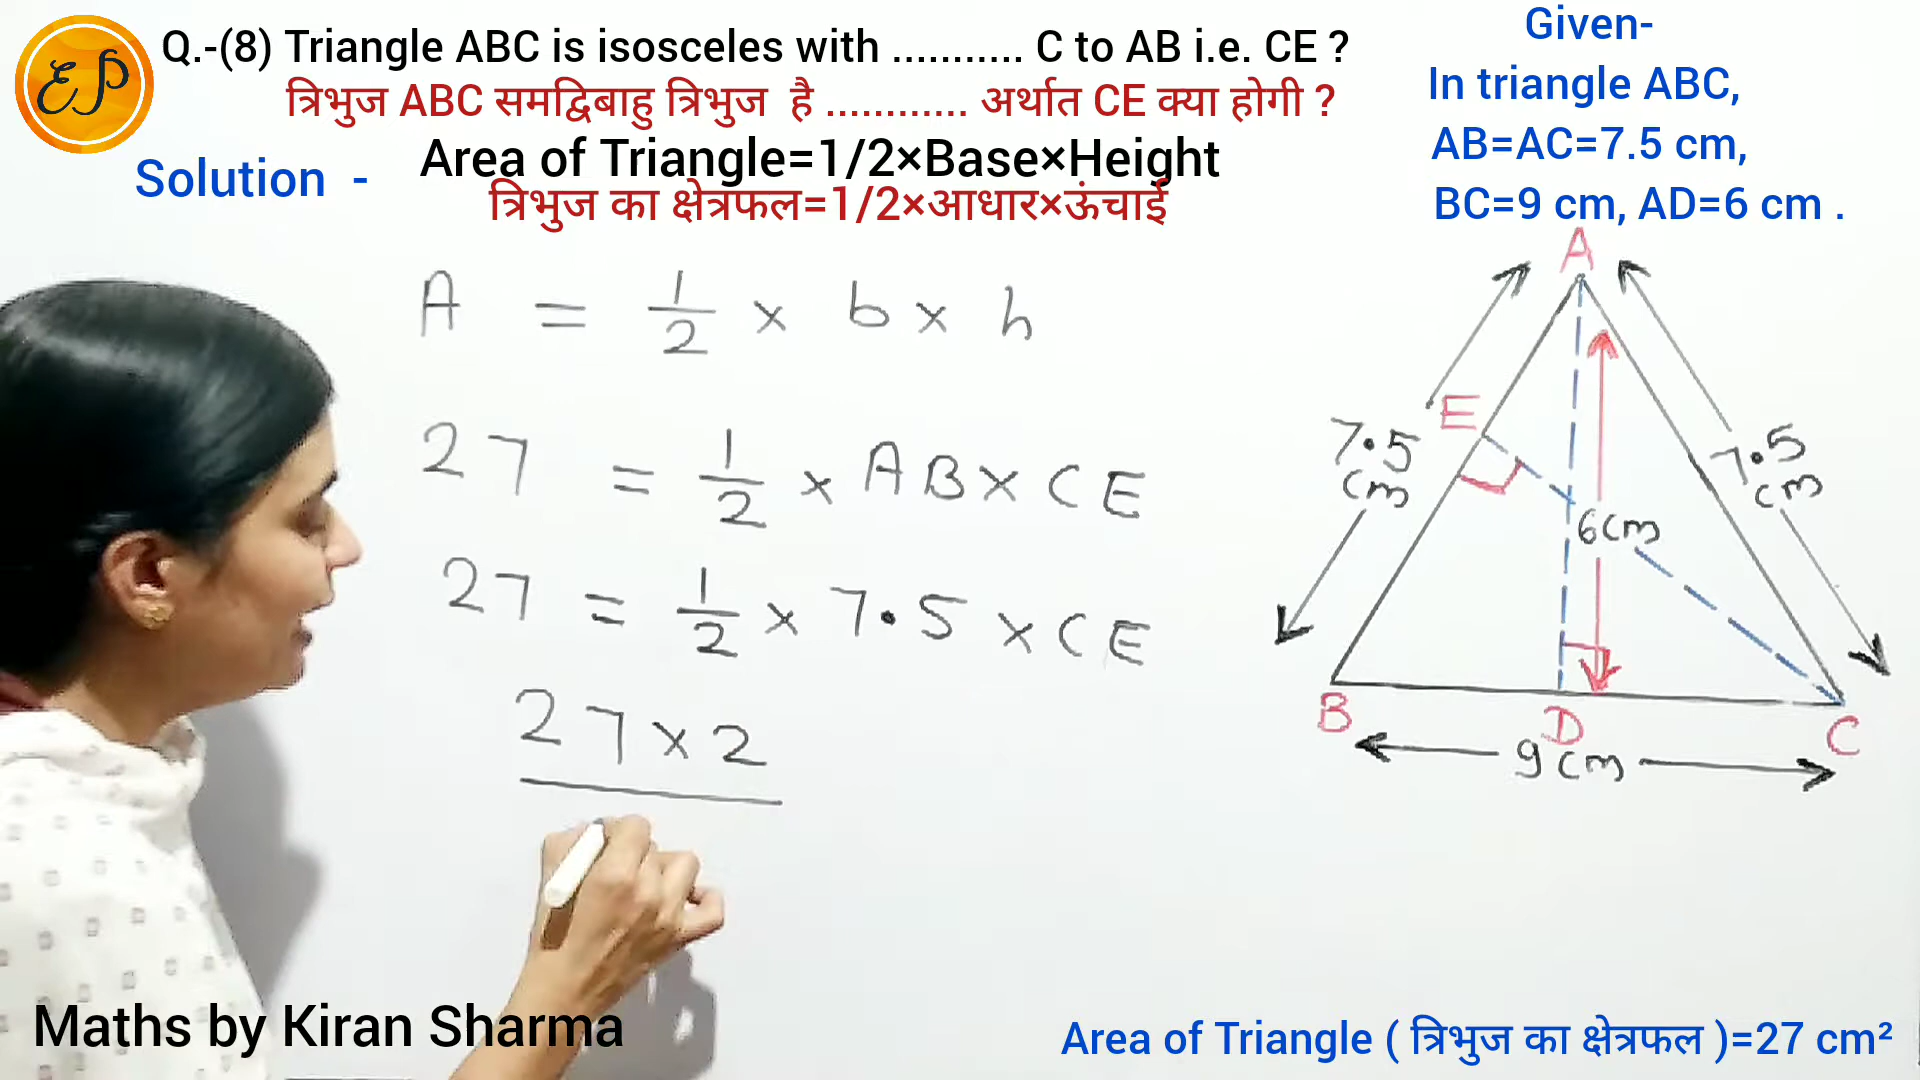 EP
Q.-(8) Triangle ABC is isosceles with ........... C to AB i.e. CE ?
त्रिभुज ABC समद्विबाहु त्रिभुज है ............ अर्थात CE क्या होगी ?
Solution -
Area of Triangle=1/2×Base×Height
त्रिभुज का क्षेत्रफल=1/2×आधार×ऊंचाई
Given-
In triangle ABC,
AB=AC=7.5 cm,
BC=9 cm, AD=6 cm .
A = 1/2 × b × h
27 = 1/2 × AB × CE
27 = 1/2 × 7.5 × CE
27 × 2
A
E
7.5
cm
7.5
cm
6cm
B
D
C
9cm
Maths by Kiran Sharma
Area of Triangle ( त्रिभुज का क्षेत्रफल )=27 cm²